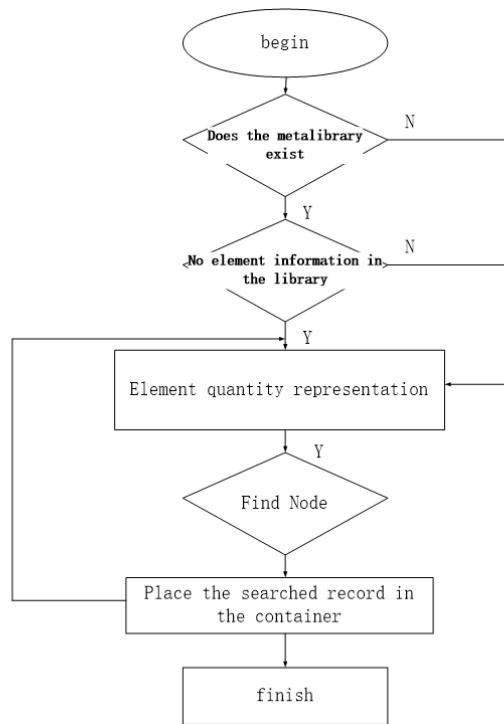 begin
Does the metalibrary
exist
N
Y
No element information in
the library
N
Y
Element quantity representation
Y
Find Node
Place the searched record in
the container
finish